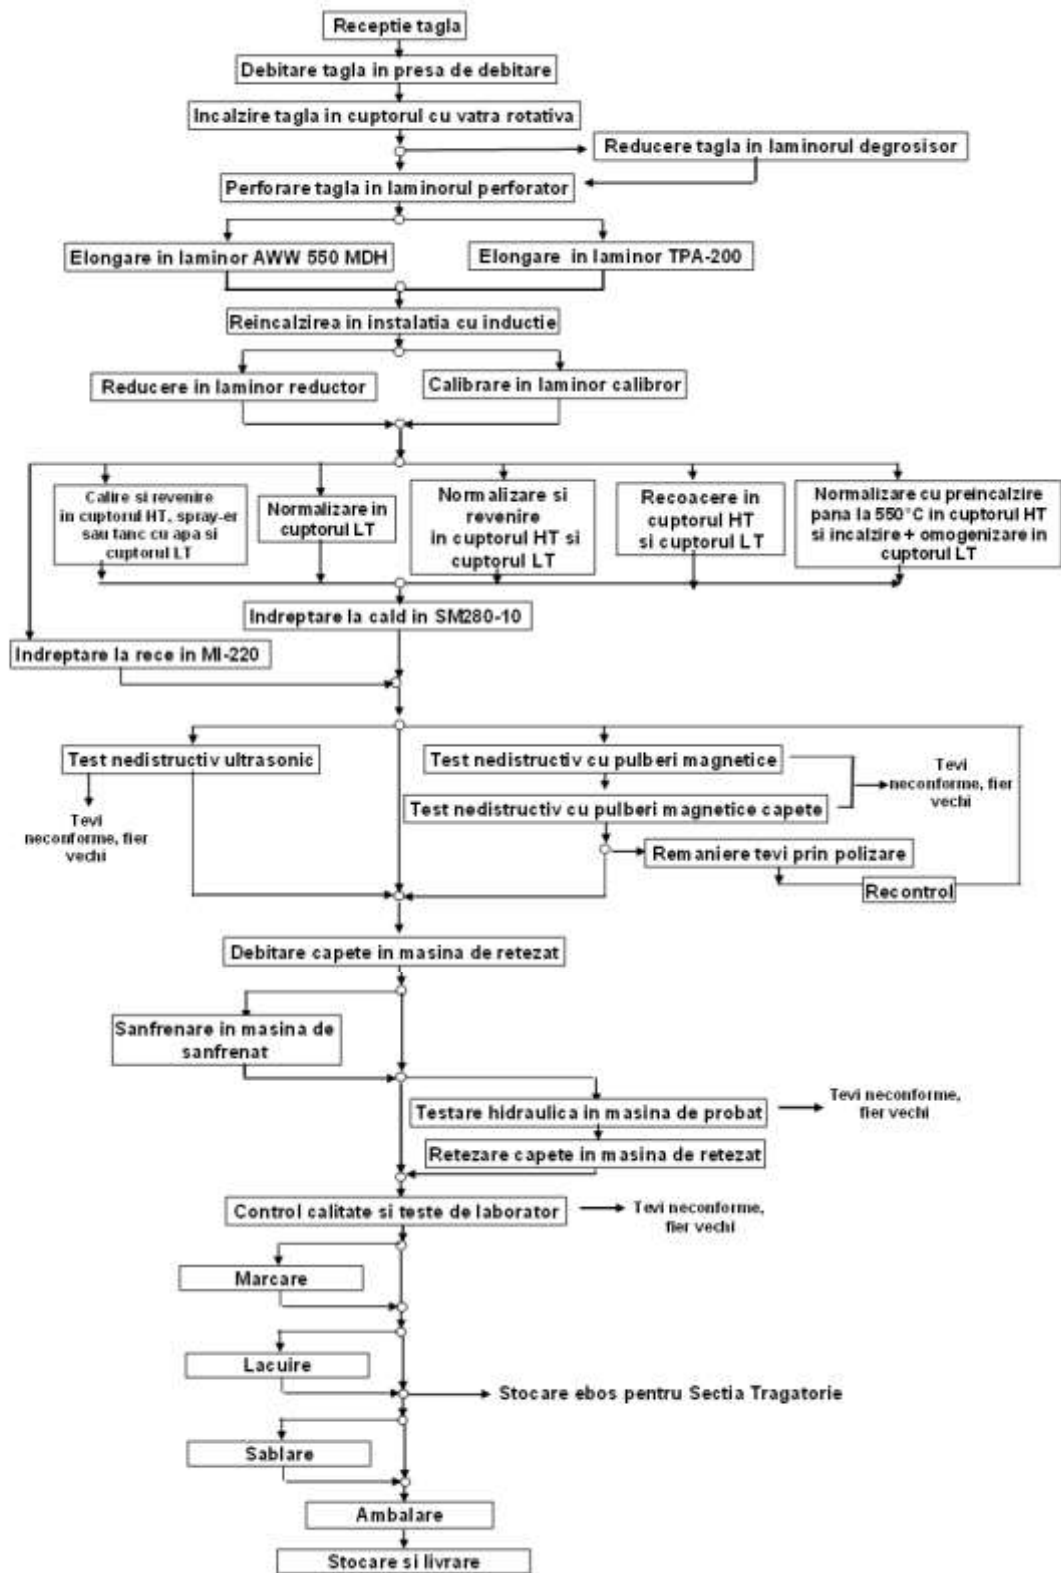 Receptie tagla
Debitare tagla in presa de debitare
Incalzire tagla in cuptorul cu vatra rotativa
Reducere tagla in laminorul degrosisor
Perforare tagla in laminorul perforator
Elongare in laminor AWW 550 MDH
Elongare in laminor TPA-200
Reincalzirea in instalatia cu inductie
Reducere in laminor reductor
Calibrare in laminor calibror
Calire si revenire
in cuptorul HT, spray-er
sau tanc cu apa si
cuptorul LT
Normalizare in
cuptorul LT
Normalizare si
revenire
in cuptorul HT si
cuptorul LT
Recoacere in
cuptorul HT
si cuptorul LT
Normalizare cu preincalzire
pana la 550°C in cuptorul HT
si incalzire + omogenizare in
cuptorul LT
Indreptare la cald in SM280-10
Indreptare la rece in MI-220
Test nedistructiv ultrasonic
Test nedistructiv cu pulberi magnetice
Tevi
neconforme, fier
vechi
Test nedistructiv cu pulberi magnetice capete
Tevi
neconforme, fier
vechi
Remaniere tevi prin polizare
Recontrol
Debitare capete in masina de retezat
Sanfrenare in masina de
sanfrenat
Testare hidraulica in masina de probat
Tevi neconforme,
fier vechi
Retezare capete in masina de retezat
Control calitate si teste de laborator
Tevi neconforme,
fier vechi
Marcare
Lacuire
Stocare ebos pentru Sectia Tragatorie
Sablare
Ambalare
Stocare si livrare